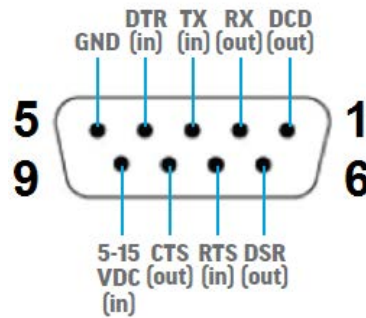 DTR TX RX DCD
GND (in) (in) (out) (out)
5 1
9 6
5-15 CTS RTS DSR
VDC (out) (in) (out)
(in)